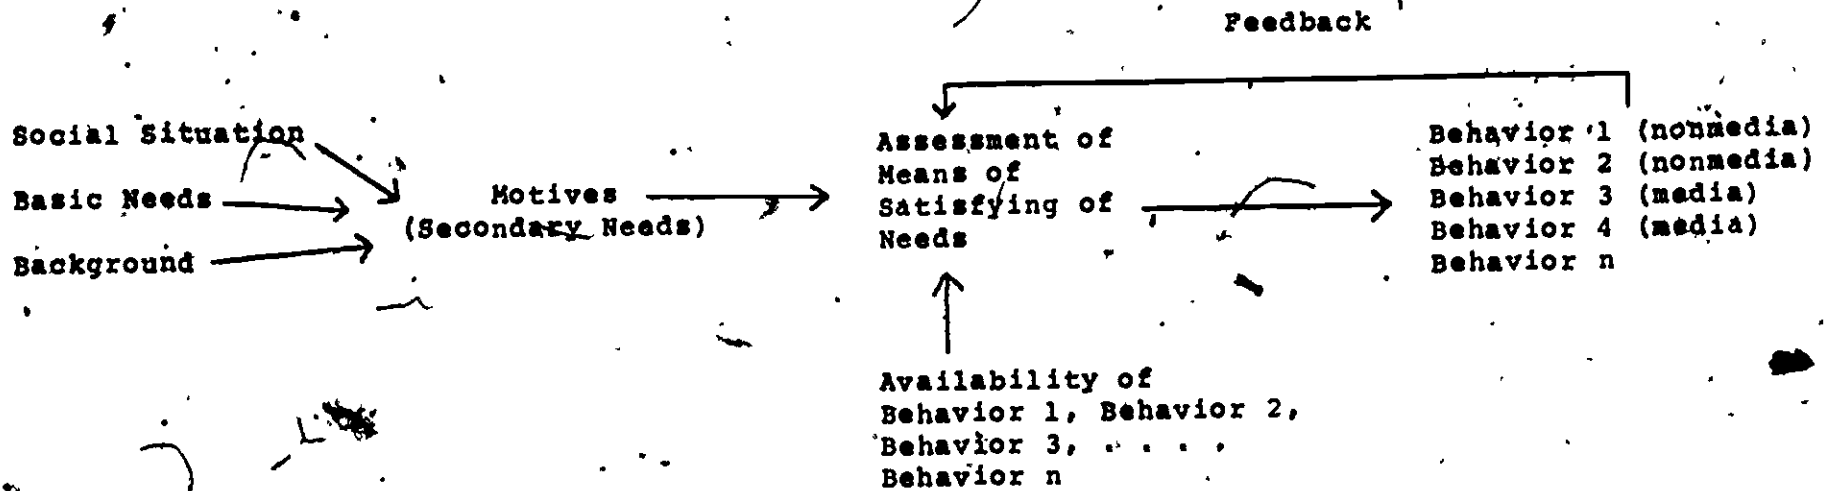 Feedback
Social Situation
Basic Needs
Background
Motives
(Secondary Needs)
Assessment of
Means of
Satisfying of
Needs
Behavior 1 (nonmedia)
Behavior 2 (nonmedia)
Behavior 3 (media)
Behavior 4 (media)
Behavior n
Availability of
Behavior 1, Behavior 2,
Behavior 3, . . . . ,
Behavior n